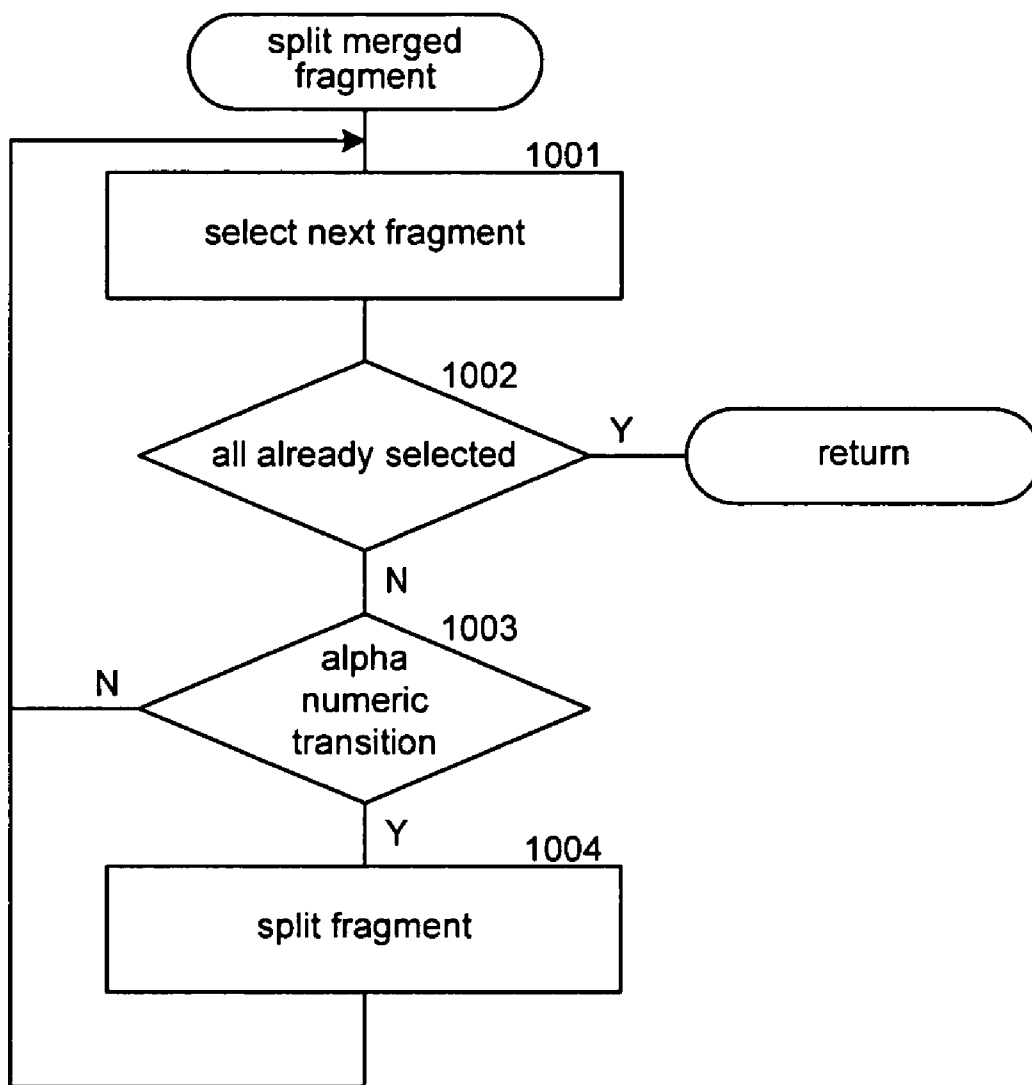 split merged
fragment
1001
select next fragment
1002
all already selected
Y
return
N
1003
alpha
numeric
transition
N
Y
1004
split fragment